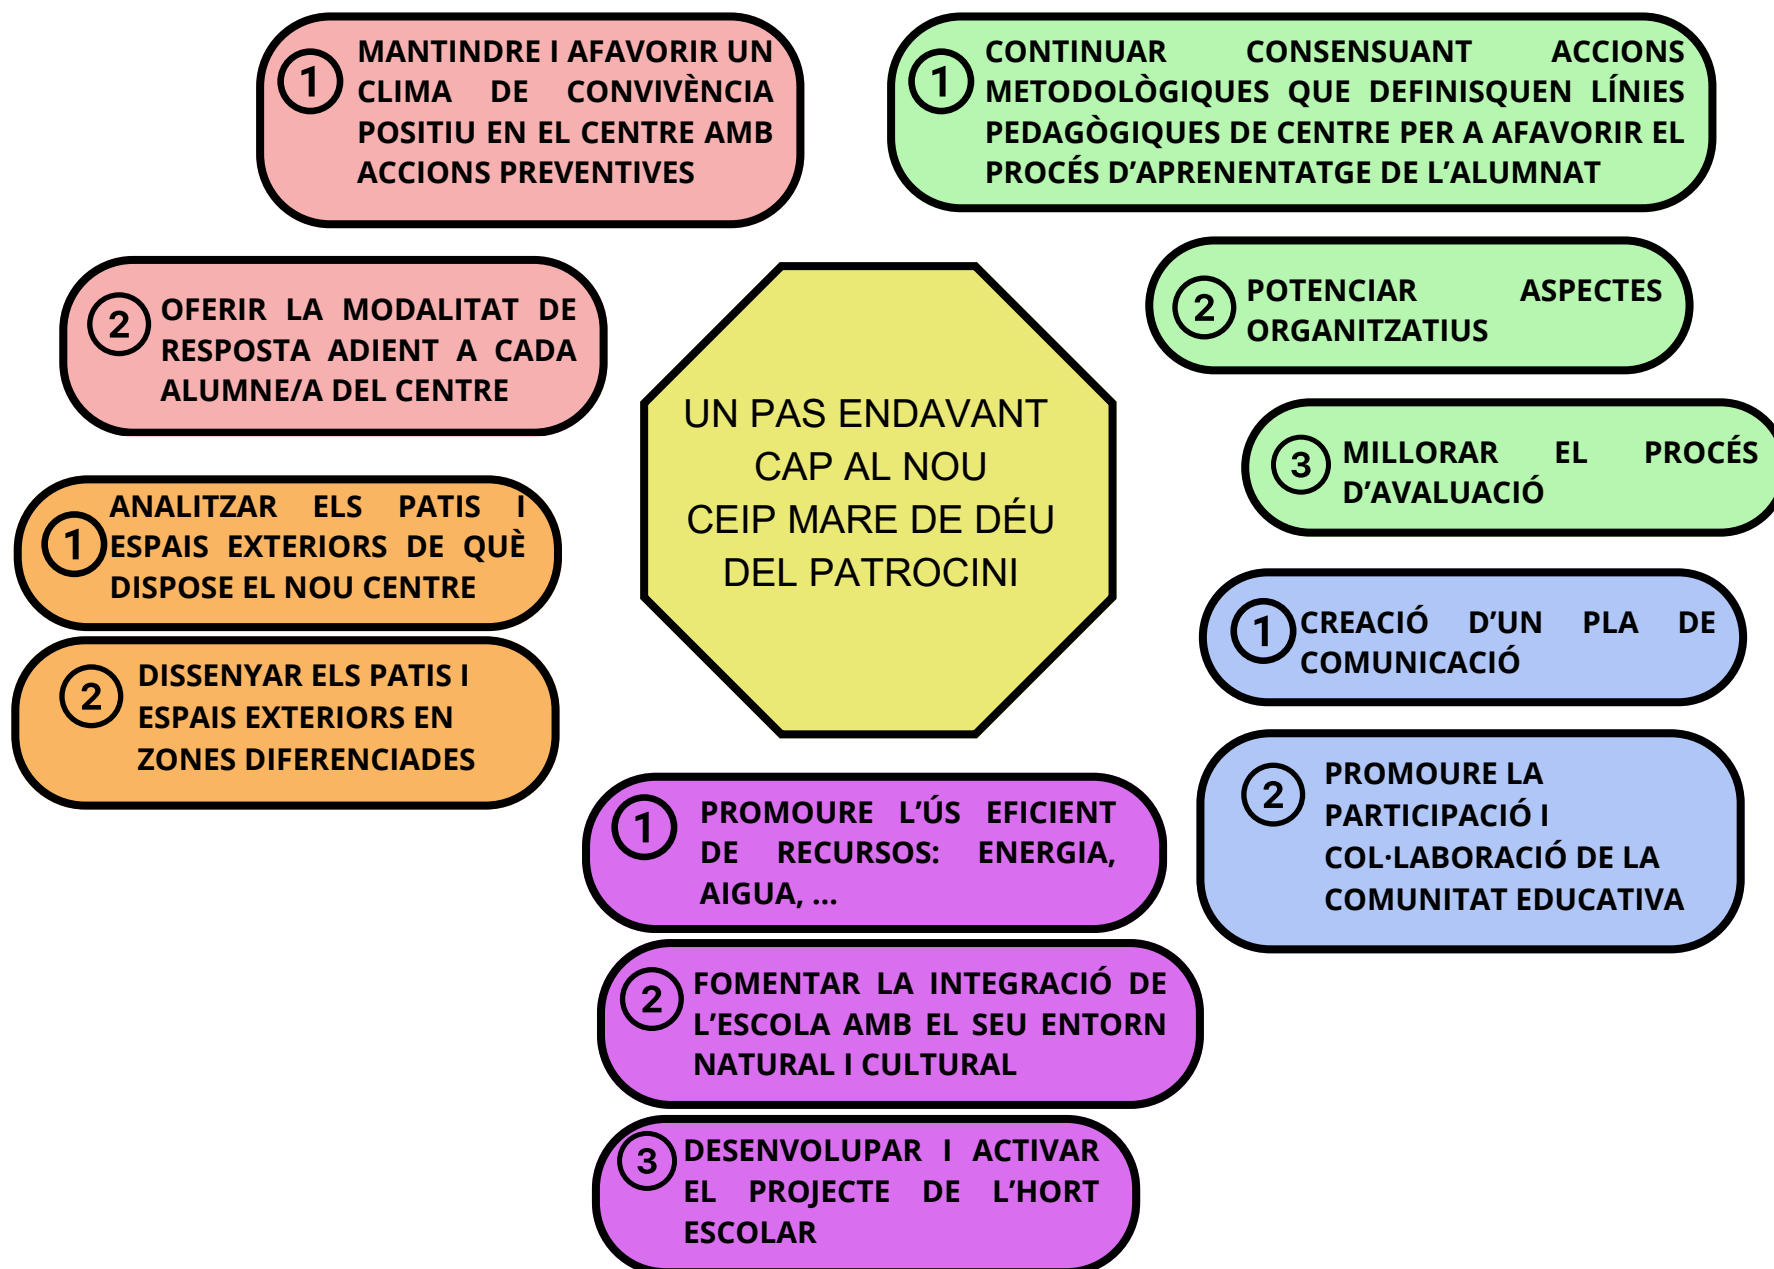 1
MANTINDRE I AFAVORIR UN
CLIMA DE CONVIVÈNCIA
POSITIU EN EL CENTRE AMB
ACCIONS PREVENTIVES
2
OFERIR LA MODALITAT DE
RESPOSTA ADIENT A CADA
ALUMNE/A DEL CENTRE
1
ANALITZAR ELS PATIS I
ESPAIS EXTERIORS DE QUÈ
DISPOSE EL NOU CENTRE
2
DISSENYAR ELS PATIS I
ESPAIS EXTERIORS EN
ZONES DIFERENCIADES
UN PAS ENDAVANT
CAP AL NOU
CEIP MARE DE DÉU
DEL PATROCINI
1
CONTINUAR CONSENSUANT ACCIONS
METODOLÒGIQUES QUE DEFINISQUEN LÍNIES
PEDAGÒGIQUES DE CENTRE PER A AFAVORIR EL
PROCÉS D’APRENENTATGE DE L’ALUMNAT
2
POTENCIAR ASPECTES
ORGANITZATIUS
3
MILLORAR EL PROCÉS
D’AVALUACIÓ
1
CREACIÓ D’UN PLA DE
COMUNICACIÓ
2
PROMOURE LA
PARTICIPACIÓ I
COL·LABORACIÓ DE LA
COMUNITAT EDUCATIVA
1
PROMOURE L’ÚS EFICIENT
DE RECURSOS: ENERGIA,
AIGUA, ...
2
FOMENTAR LA INTEGRACIÓ DE
L’ESCOLA AMB EL SEU ENTORN
NATURAL I CULTURAL
3
DESENVOLUPAR I ACTIVAR
EL PROJECTE DE L’HORT
ESCOLAR